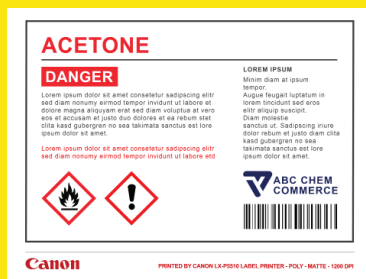 ACETONE
DANGER
Lorem ipsum dolor sit amet consetetur sadipscing elitr
sed diam nonumy eirmod tempor invidunt ut labore et
dolore magna aliquyam erat sed diam voluptua at vero
eos et accusam et justo duo dolores et ea rebum stet
clita kasd gubergren no sea takimata sanctus est lore
ipsum dolor sit amet.
Lorem ipsum dolor sit amet consetetur sadipscing elitr
sed diam nonumy eirmod tempor invidunt ut labore etd
LOREM IPSUM
Minim diam at ipsum
tempor.
Augue feugait luptatum in
lorem tincidunt sed eros
elitr aliquip suscipit.
Diam molestie
sanctus ut. Sadipscing iriure
dolor rebum et justo diam clita
kasd gubergren no sea
takimata sanctus est lore
ipsum dolor sit amet.
ABC CHEM
COMMERCE
Canon
PRINTED BY CANON LX-P5510 LABEL PRINTER - POLY - MATTE - 1200 DPI